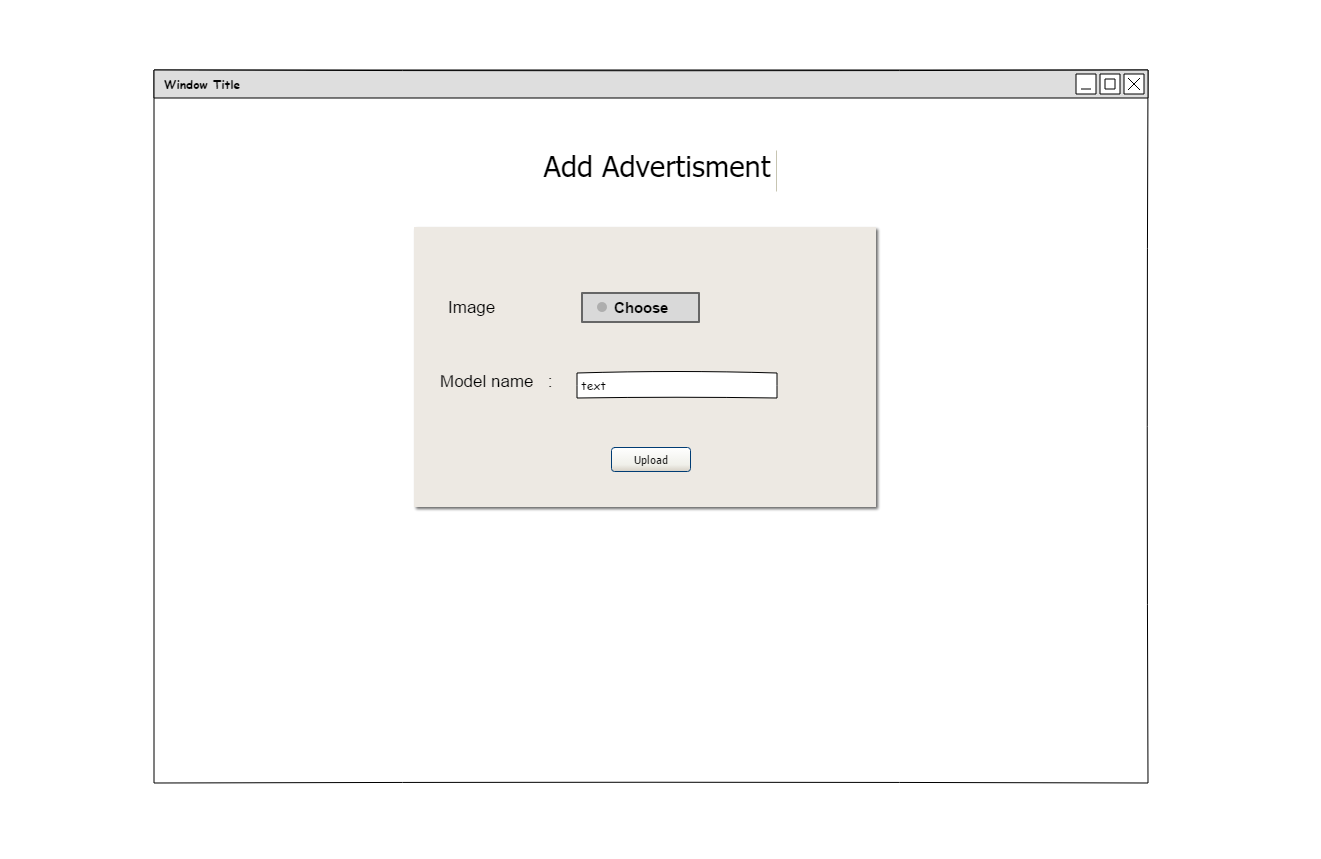 Window Title
Add Advertisment
Image
Choose
Model name :
text
Upload